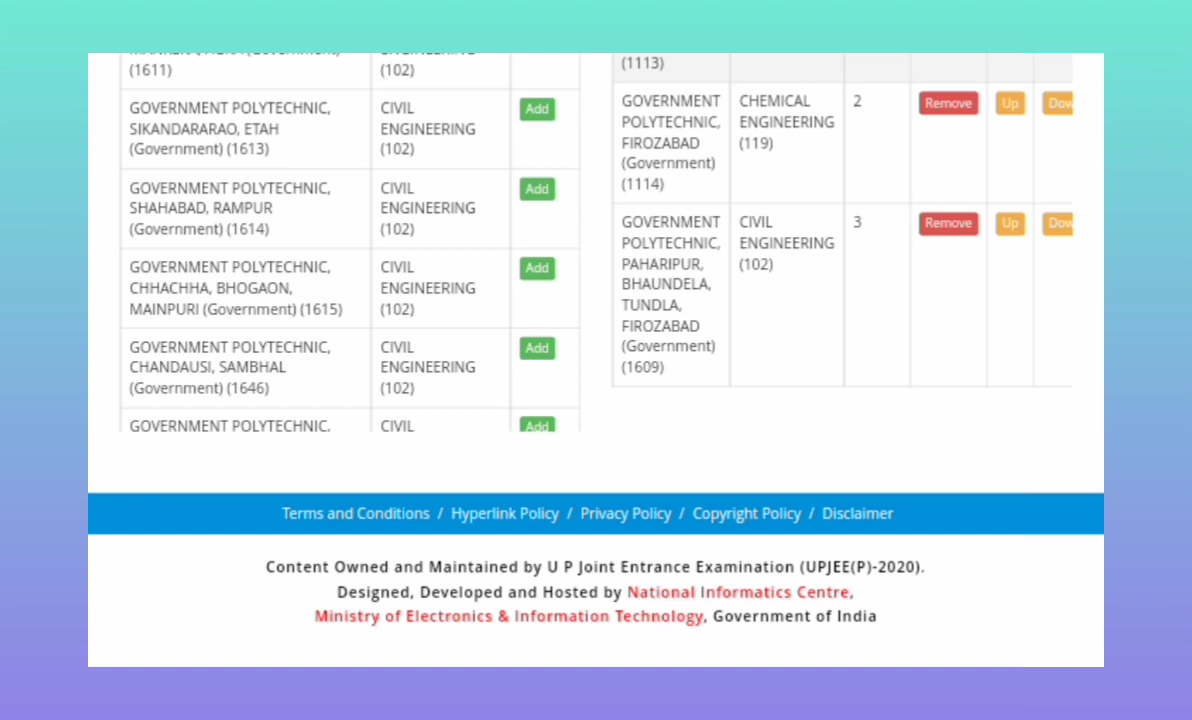 (1611)
(102)
GOVERNMENT POLYTECHNIC,
SIKANDARARAO, ETAH
(Government) (1613)
CIVIL
ENGINEERING
(102)
Add
GOVERNMENT POLYTECHNIC,
SHAHABAD, RAMPUR
(Government) (1614)
CIVIL
ENGINEERING
(102)
Add
GOVERNMENT POLYTECHNIC,
CHHACHHA, BHOGAON,
MAINPURI (Government) (1615)
CIVIL
ENGINEERING
(102)
Add
GOVERNMENT POLYTECHNIC,
CHANDAUSI, SAMBHAL
(Government) (1646)
CIVIL
ENGINEERING
(102)
Add
GOVERNMENT POLYTECHNIC,
CIVIL
Add
(1113)
GOVERNMENT
POLYTECHNIC,
FIROZABAD
(Government)
(1114)
CHEMICAL
ENGINEERING
(119)
2
Remove
Up
Dow
GOVERNMENT
POLYTECHNIC,
PAHARIPUR,
BHAUNDELA,
TUNDLA,
FIROZABAD
(Government)
(1609)
CIVIL
ENGINEERING
(102)
3
Remove
Up
Dow
Terms and Conditions / Hyperlink Policy / Privacy Policy / Copyright Policy / Disclaimer
Content Owned and Maintained by U P Joint Entrance Examination (UPJEE(P)-2020).
Designed, Developed and Hosted by National Informatics Centre,
Ministry of Electronics & Information Technology, Government of India